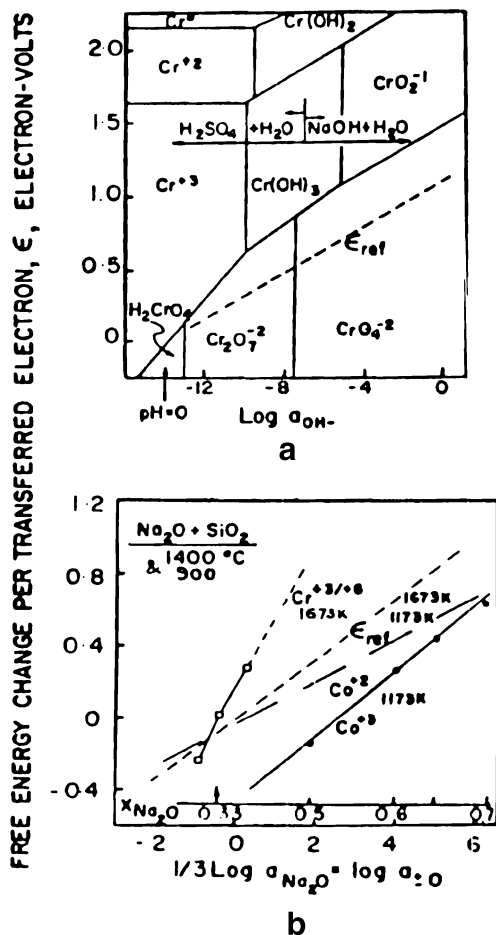 FREE ENERGY CHANGE PER TRANSFERRED ELECTRON, ϵ, ELECTRON-VOLTS
2.0
1.5
1.0
0.5
0
Cr°
Cr(OH)₂
Cr⁺²
CrO₂⁻¹
H₂SO₄ + H₂O
NaOH + H₂O
Cr⁺³
Cr(OH)₃
ϵref
H₂CrO₄
Cr₂O₇⁻²
CrO₄⁻²
-12
-8
-4
0
pH=0
Log aOH-
a
1.2
0.8
0.4
0
-0.4
Na₂O + SiO₂
& 1400 °C
900
Cr⁺³/⁺⁶
1673K
1673K
ϵref
1173K
Co⁺²
Co⁺³
1173K
XNa₂O
0.33
0.5
0.6
0.7
-2
0
2
4
6
1/3 Log aNa₂O = log a±O
b